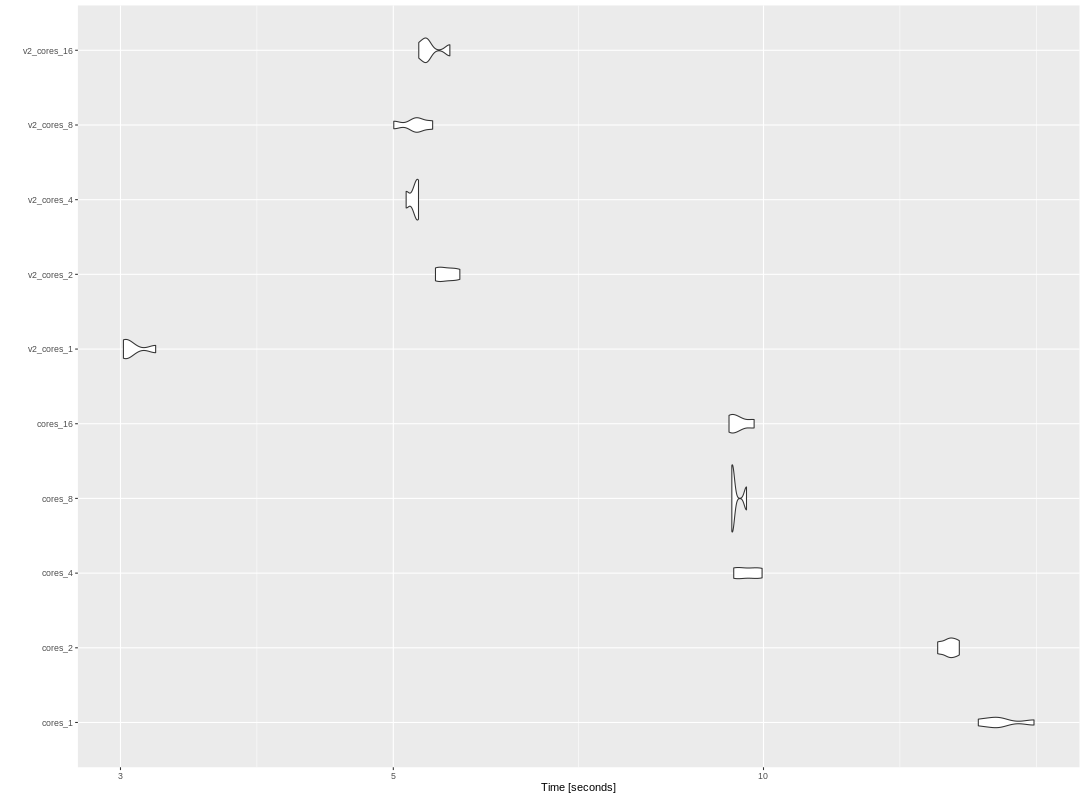 v2_cores_16
v2_cores_8
v2_cores_4
v2_cores_2
v2_cores_1
cores_16
cores_8
cores_4
cores_2
cores_1
3 5 10
Time [seconds]